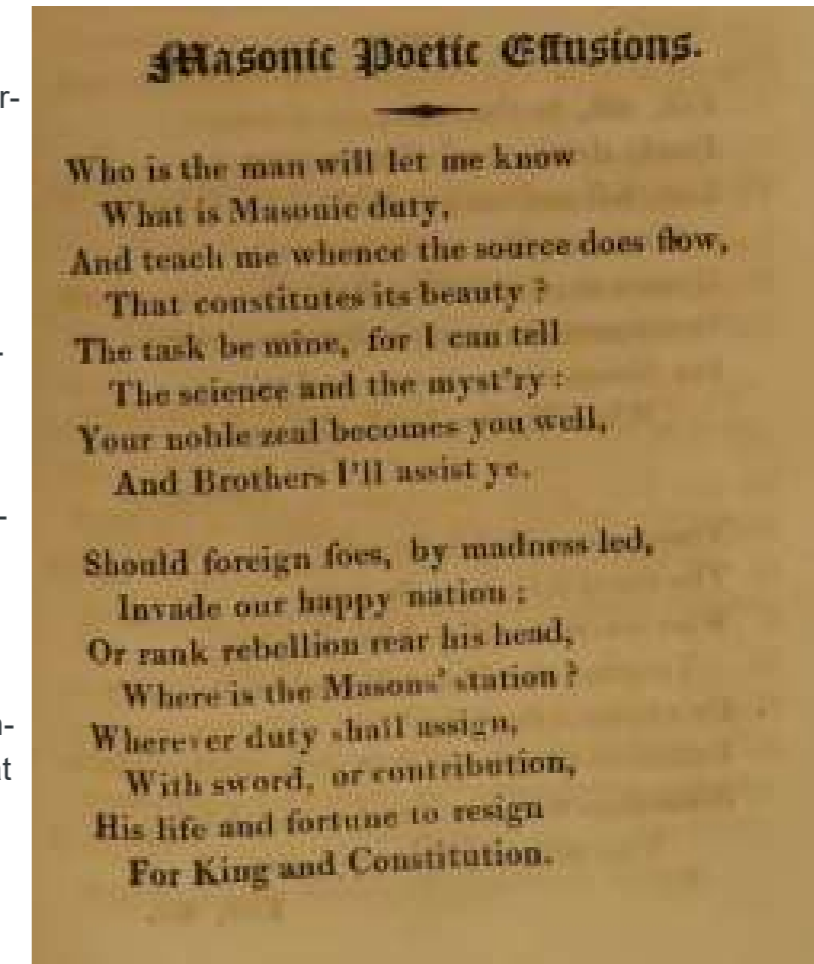 Masonic Poetic Effusions.
Who is the man will let me know
What is Masonic duty,
And teach me whence the source does flow,
That constitutes its beauty ?
The task be mine, for I can tell
The science and the myst'ry :
Your noble zeal becomes you well,
And Brothers I'll assist ye.
Should foreign foes, by madness led,
Invade our happy nation ;
Or rank rebellion rear his head,
Where is the Masons' station ?
Wherever duty shall assign,
With sword, or contribution,
His life and fortune to resign
For King and Constitution.